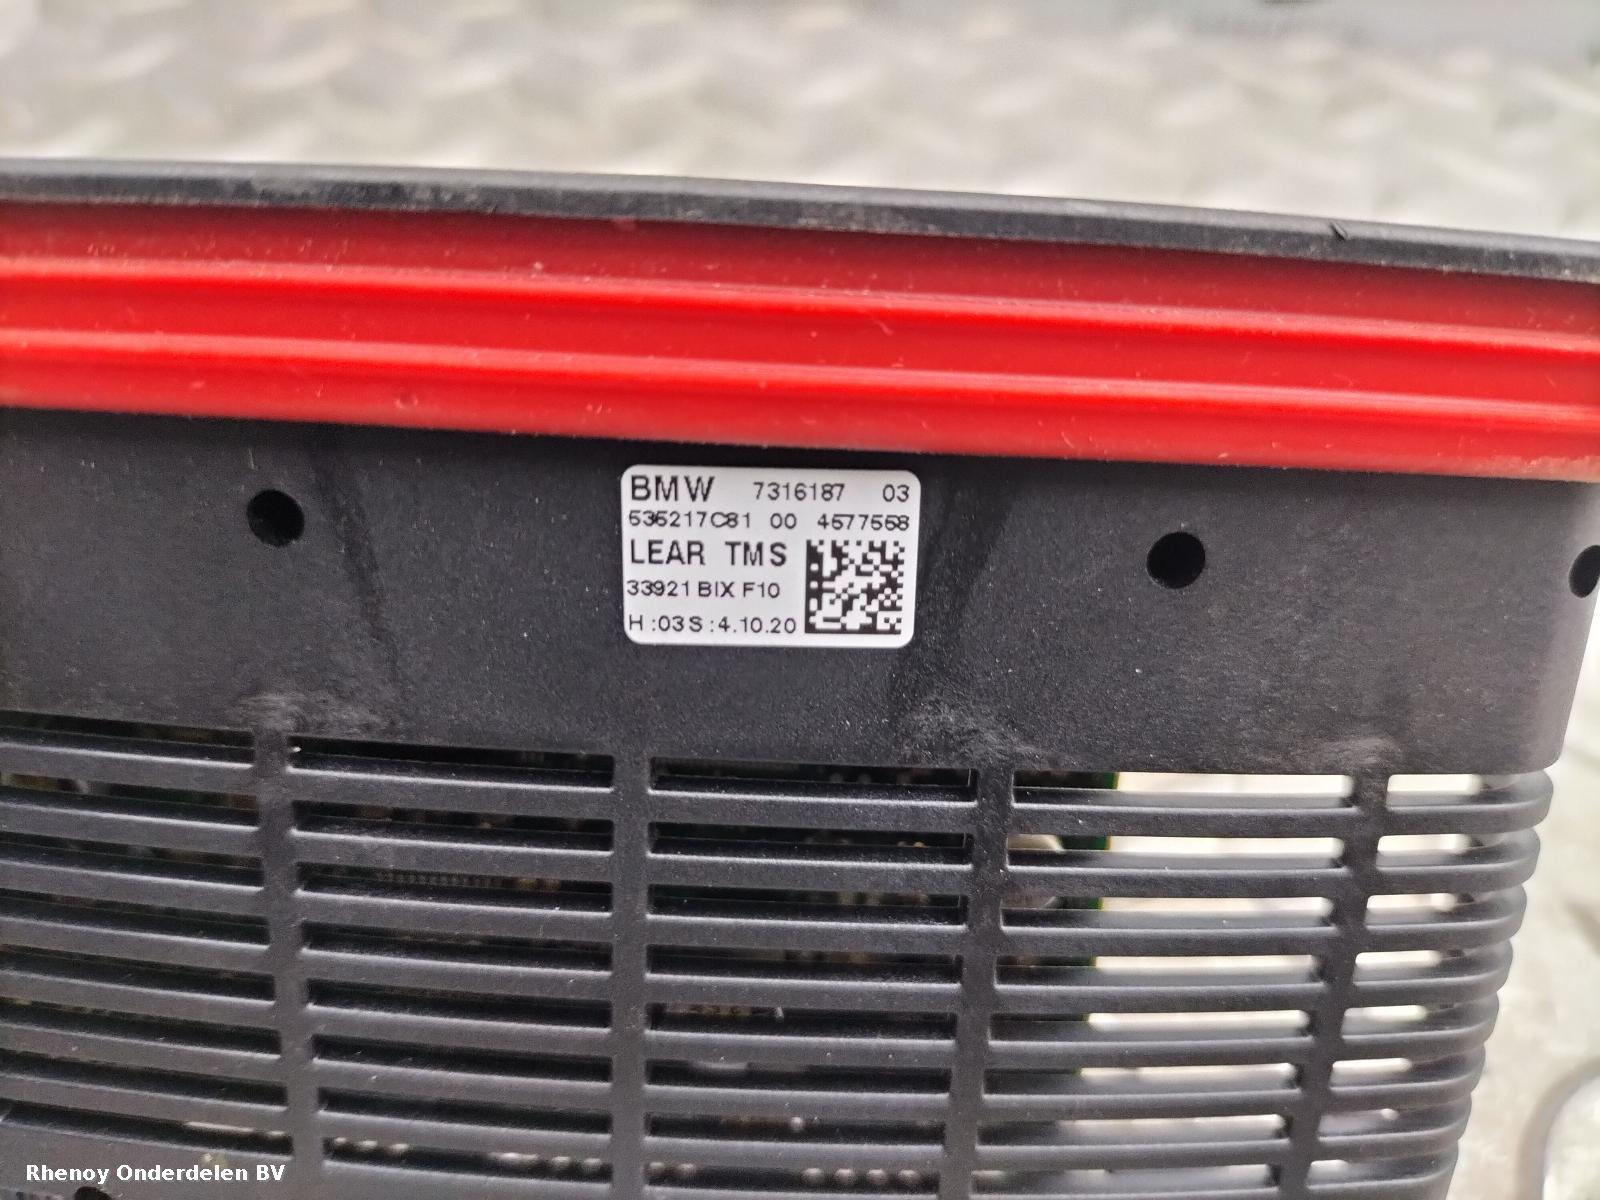 BMW 7316187 03
535217C81 00 4577558
LEAR TMS
33921 BIX F10
H :03 S :4.10.20
Rhenoy Onderdelen BV